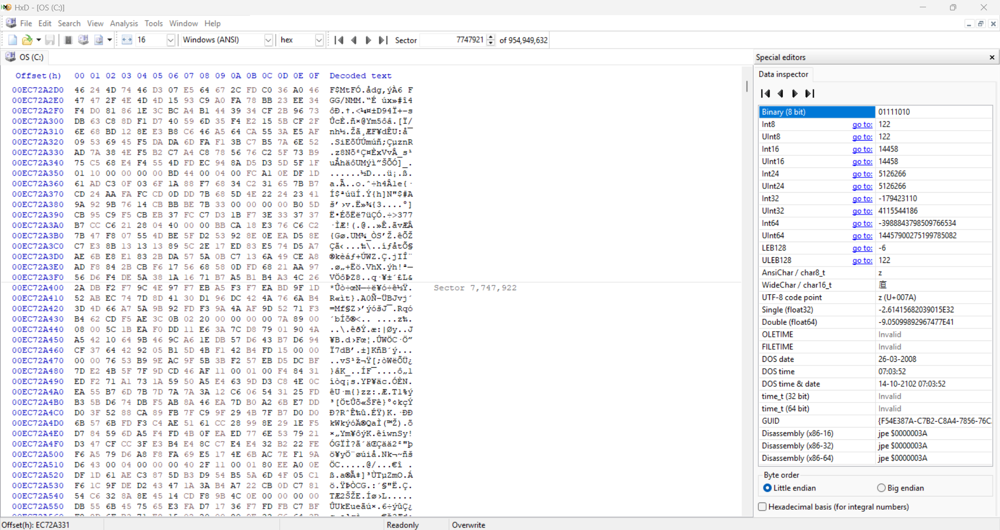 HxD - [OS (C:)]
File Edit Search View Analysis Tools Window Help
16 Windows (ANSI) hex Sector 7747921 of 954,949,632
OS (C:)
Offset(h) 00 01 02 03 04 05 06 07 08 09 0A 0B 0C 0D 0E 0F Decoded text
00EC72A2D0 46 24 4D 74 46 D3 07 E5 64 67 2C FD C0 36 A0 46 F$MtFÓ.ådg,ýÀ6 F
00EC72A2E0 47 47 2F 4E 4D 4D 15 93 C9 A0 FA 78 BB 23 EE 34 GG/NMM.“É úx»#î4
00EC72A2F0 F4 D0 81 86 1E 3C BC A4 B1 44 39 34 CF 2B 96 73 ôÐ.†.<¼¤±D94Ï+–s
00EC72A300 DB 63 C8 8D F1 D7 40 59 6D 35 F4 E2 15 5B CF 2F ÛcÈ.ñ×@Ym5ôâ.[Ï/
00EC72A310 6E 68 BD 12 8E E3 B8 C6 46 A5 64 CA 55 3A E5 AF nh½.Žã¸ÆF¥dÊU:å¯
00EC72A320 09 53 69 45 F5 DA DA 6D FA F1 3B C7 B5 7A 6E 52 .SiEõÚÚmúñ;ÇµznR
00EC72A330 AD 7A 38 4E F5 B2 C7 A4 C8 78 56 76 C2 5F 73 B9 .z8Nõ²Ç¤ÈxVvÂ_s¹
00EC72A340 75 C5 68 E4 F4 55 4D FD EC 94 8A D5 D3 5D 5F 1F uÅhäôUMýì”ŠÕÓ]_.
00EC72A350 01 10 00 00 00 00 BD 44 00 04 00 FC A1 0E DF 1D ......½D...ü¡.ß.
00EC72A360 61 AD C3 0F 03 6F 1A 88 F7 68 34 C2 31 65 7B B7 a.Ã..o.ˆ÷h4Â1e{·
00EC72A370 CD 24 AA FA FC CD 0D DD 7B 68 5D 4E 22 24 23 41 Í$ªúüÍ.Ý{h]N"$#A
00EC72A380 9A 92 9B 76 14 CB BB BE 7B 33 00 00 00 00 B0 5D š’›v.Ë»¾{3....°]
00EC72A390 CB 95 C9 F5 CB EB 37 FC C7 D3 1B F7 3E 33 37 37 Ë•ÉõËë7üÇÓ.÷>377
00EC72A3A0 B7 CC C6 21 28 04 40 00 00 BB CA 18 E3 76 C6 C2 ·ÌÆ!(.@..»Ê.ãvÆÂ
00EC72A3B0 7B 47 F8 07 55 4D BE 5F D2 53 92 8E 0E EA D5 8E {Gø.UM¾_ÒS’Ž.êÕŽ
00EC72A3C0 C7 E3 8B 13 13 13 89 5C 2E 17 ED 83 E5 74 D5 A7 Çã‹...‰\..íƒåtÕ§
00EC72A3D0 AE 6B E8 E1 83 2B DA 57 5A 0B C7 13 6A 49 CE A8 ®kèáƒ+ÚWZ.Ç.jIÎ¨
00EC72A3E0 AD F8 84 2B CB F6 17 56 68 58 0D FD 68 21 AA 97 .ø„+Ëö.VhX.ýh!ª—
00EC72A3F0 56 D6 F4 DE 5A 38 1A 16 71 B7 A5 B1 B4 A3 4C 26 VÖôÞZ8..q·¥±´£L&
00EC72A400 2A DB F2 F7 9C 4E 97 F7 EB A5 F3 F7 EA BD 9F 1D *Ûò÷œN—÷ë¥ó÷ê½Ÿ. Sector 7,747,922
00EC72A410 52 AB EC 74 7D 8D 41 30 D1 96 DC 42 4A 76 6A B4 R«ìt}.A0Ñ–ÜBJvj´
00EC72A420 3D 4D 66 A7 5A 9B 92 FD F3 9A 4A AF 9D 52 71 F3 =Mf§Z›’ýóšJ¯.Rqó
00EC72A430 B4 62 CD F5 AE 3C 0B 02 20 00 00 00 00 7A 89 00 ´bÍõ®<.. ....z‰.
00EC72A440 08 00 5C 1B EA F0 DD 11 E6 3A 7C D8 79 01 90 4A ..\.êðÝ.æ:|Øy..J
00EC72A450 A5 42 10 64 9B 46 9C A6 1E DB 57 D6 43 B7 D6 94 ¥B.d›Fœ¦.ÛWÖC·Ö”
00EC72A460 CF 37 64 42 92 05 B1 5D 4B F1 42 B4 FD 15 00 00 Ï7dB’.±]KñB´ý...
00EC72A470 00 00 76 53 B9 9E AC 9F 5B 3B F2 57 EB D5 DC BF ..vS¹ž¬Ÿ[;òWëÕÜ¿
00EC72A480 7D E2 4B 5F 7F 9D CD 46 AF 11 00 01 00 F4 84 31 }âK_..ÍF¯....ô„1
00EC72A490 ED F2 71 A1 73 1A 59 50 A5 E4 63 9D D3 C8 4E 0C íòq¡s.YP¥äc.ÓÈN.
00EC72A4A0 EA 55 B7 6D 7B 7D 7A 7A 3A 12 C6 06 54 31 25 FD êU·m{}zz:.Æ.T1%ý
00EC72A4B0 B3 5B D6 74 DB F5 AB 8A 46 EA 7D B0 A2 6B E7 DD ³[ÖtÛõ«ŠFê}°¢kçÝ
00EC72A4C0 D0 3F 52 88 CA 89 FB 7F C9 9F 29 4B 7F B7 D0 D0 Ð?RˆÊ‰û.ÉŸ)K.·ÐÐ
00EC72A4D0 6B 57 6B FD F3 C4 AE 51 61 CC 28 99 8E 29 1E F5 kWkýóÄ®QaÌ(™Ž).õ
00EC72A4E0 D7 84 59 6D A5 F4 FD 4B 0F EA ED 77 6E 53 79 21 ×„Ym¥ôýK.êíwnSy!
00EC72A4F0 D3 47 CF CC 3F E3 B4 E4 8C C7 E4 E4 32 B2 22 FE ÓGÏÌ?ã´äŒÇää2²"þ
00EC72A500 F6 A5 79 D6 A8 F8 FA 69 E5 17 4E 6B AC 7E F1 9A ö¥yÖ¨øúiå.Nk¬~ñš
00EC72A510 D6 43 00 04 00 00 00 40 2F 11 00 01 80 EE A0 0E ÖC.....@/...€î .
00EC72A520 DF 1D 61 AE C3 87 5D B3 D9 54 B5 5A 6D 4F 05 C1 ß.a®Ã‡]³ÙTµZmO.Á
00EC72A530 F6 1C 9F DE D2 43 47 1A 3A B4 A7 22 CB 0D C7 81 ö.ŸÞÒCG.:´§"Ë.Ç.
00EC72A540 54 C6 32 8A 8E 45 14 CD F8 9B 4C 0E 00 00 00 00 TÆ2ŠŽE.Íø›L.....
00EC72A550 DB 55 6B 45 75 65 E3 FA D7 17 36 F7 FD FB C7 BF ÛUkEueãú×.6÷ýûÇ¿
Special editors
Data inspector
Binary (8 bit) 01111010
Int8 go to: 122
UInt8 go to: 122
Int16 go to: 14458
UInt16 go to: 14458
Int24 go to: 5126266
UInt24 go to: 5126266
Int32 go to: -179423110
UInt32 go to: 4115544186
Int64 go to: -3988843798509766534
UInt64 go to: 14457900275199785082
LEB128 go to: -6
ULEB128 go to: 122
AnsiChar / char8_t z
WideChar / char16_t 㡺
UTF-8 code point z (U+007A)
Single (float32) -2.61415682039015E32
Double (float64) -9.05099892967477E41
OLETIME Invalid
FILETIME Invalid
DOS date 26-03-2008
DOS time 07:03:52
DOS time & date 14-10-2102 07:03:52
time_t (32 bit) Invalid
time_t (64 bit) Invalid
GUID {F54E387A-C7B2-C8A4-7856-76C.
Disassembly (x86-16) jpe $0000003A
Disassembly (x86-32) jpe $0000003A
Disassembly (x86-64) jpe $0000003A
Byte order
Little endian Big endian
Hexadecimal basis (for integral numbers)
Offset(h): EC72A331 Readonly Overwrite